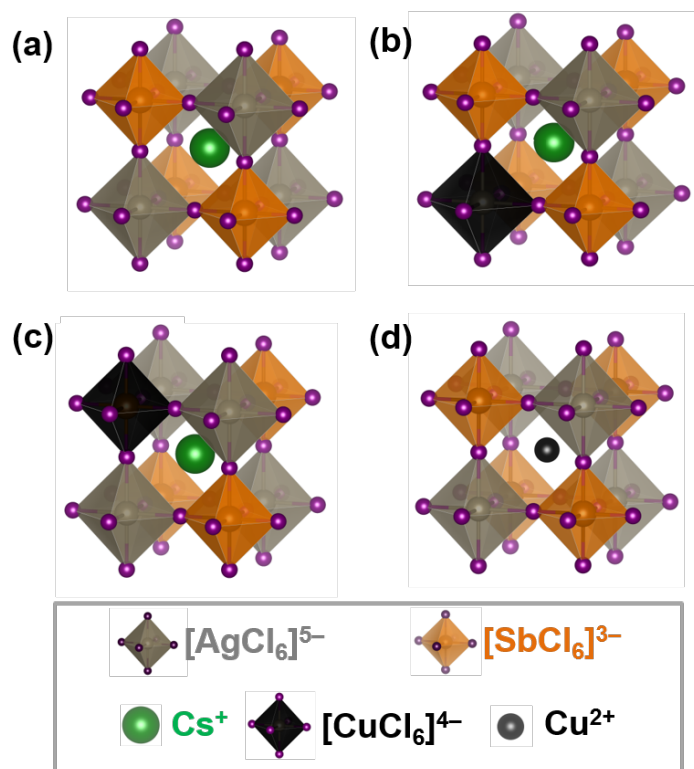 (a)
(b)
(c)
(d)
[AgCl₆]⁵⁻
[SbCl₆]³⁻
Cs⁺
[CuCl₆]⁴⁻
Cu²⁺